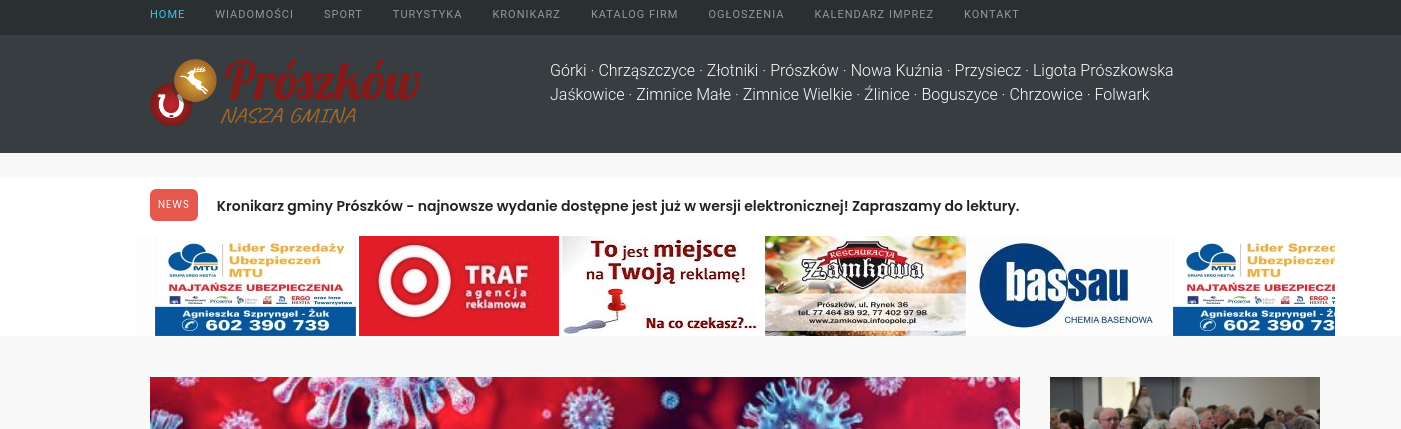 HOME WIADOMOŚCI SPORT TURYSTYKA KRONIKARZ KATALOG FIRM OGŁOSZENIA KALENDARZ IMPREZ KONTAKT
Prószków
NASZA GMINA
Górki · Chrząszczyce · Złotniki · Prószków · Nowa Kuźnia · Przysiecz · Ligota Prószkowska
Jaśkowice · Zimnice Małe · Zimnice Wielkie · Źlinice · Boguszyce · Chrzowice · Folwark
NEWS
Kronikarz gminy Prószków - najnowsze wydanie dostępne jest już w wersji elektronicznej! Zapraszamy do lektury.
MTU
GRUPA ERGO HESTIA
Lider Sprzedaży
Ubezpieczeń
MTU
NAJTAŃSZE UBEZPIECZENIA
Proama
ERGO
HESTIA
oraz inne
Towarzystwa
Agnieszka Szpryngel - Żuk
602 390 739
TRAF
agencja
reklamowa
To jest miejsce
na Twoją reklamę!
Na co czekasz?...
RESTAURACJA
Zamkowa
Prószków, ul. Rynek 36
tel. 77 464 89 92, 77 402 97 98
www.zamkowa.infoopole.pl
bassau
CHEMIA BASENOWA
MTU
GRUPA ERGO HESTIA
Lider Sprzed
Ubezpieczeń
MTU
NAJTAŃSZE UBEZPIECZE
Proama
ERGO
HESTIA
Agnieszka Szpryngel - Żu
602 390 73